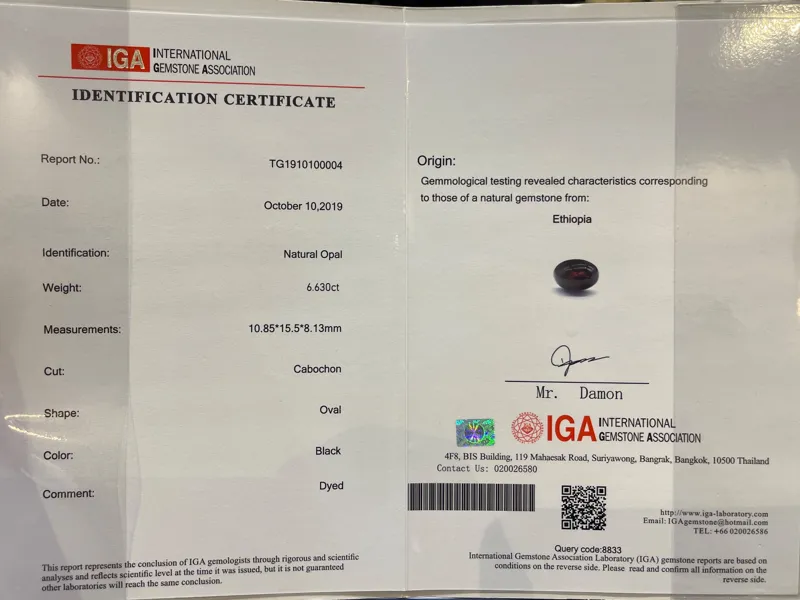 IGA INTERNATIONAL
GEMSTONE ASSOCIATION
IDENTIFICATION CERTIFICATE
Report No.: TG1910100004
Date: October 10,2019
Identification: Natural Opal
Weight: 6.630ct
Measurements: 10.85*15.5*8.13mm
Cut: Cabochon
Shape: Oval
Color: Black
Comment: Dyed
This report represents the conclusion of IGA gemologists through rigorous and scientific
analyses and reflects scientific level at the time it was issued, but it is not guaranteed
other laboratories will reach the same conclusion.
Origin:
Gemmological testing revealed characteristics corresponding
to those of a natural gemstone from:
Ethiopia
Mr. Damon
IGA INTERNATIONAL
GEMSTONE ASSOCIATION
4F8, BIS Building, 119 Mahaesak Road, Suriyawong, Bangrak, Bangkok, 10500 Thailand
Contact Us: 020026580
http://www.iga-laboratory.com
Email: IGAgemstone@hotmail.com
TEL: +66 020026586
Query code:8833
International Gemstone Association Laboratory (IGA) gemstone reports are based on
conditions on the reverse side. Please read and confirm all information on the
reverse side.